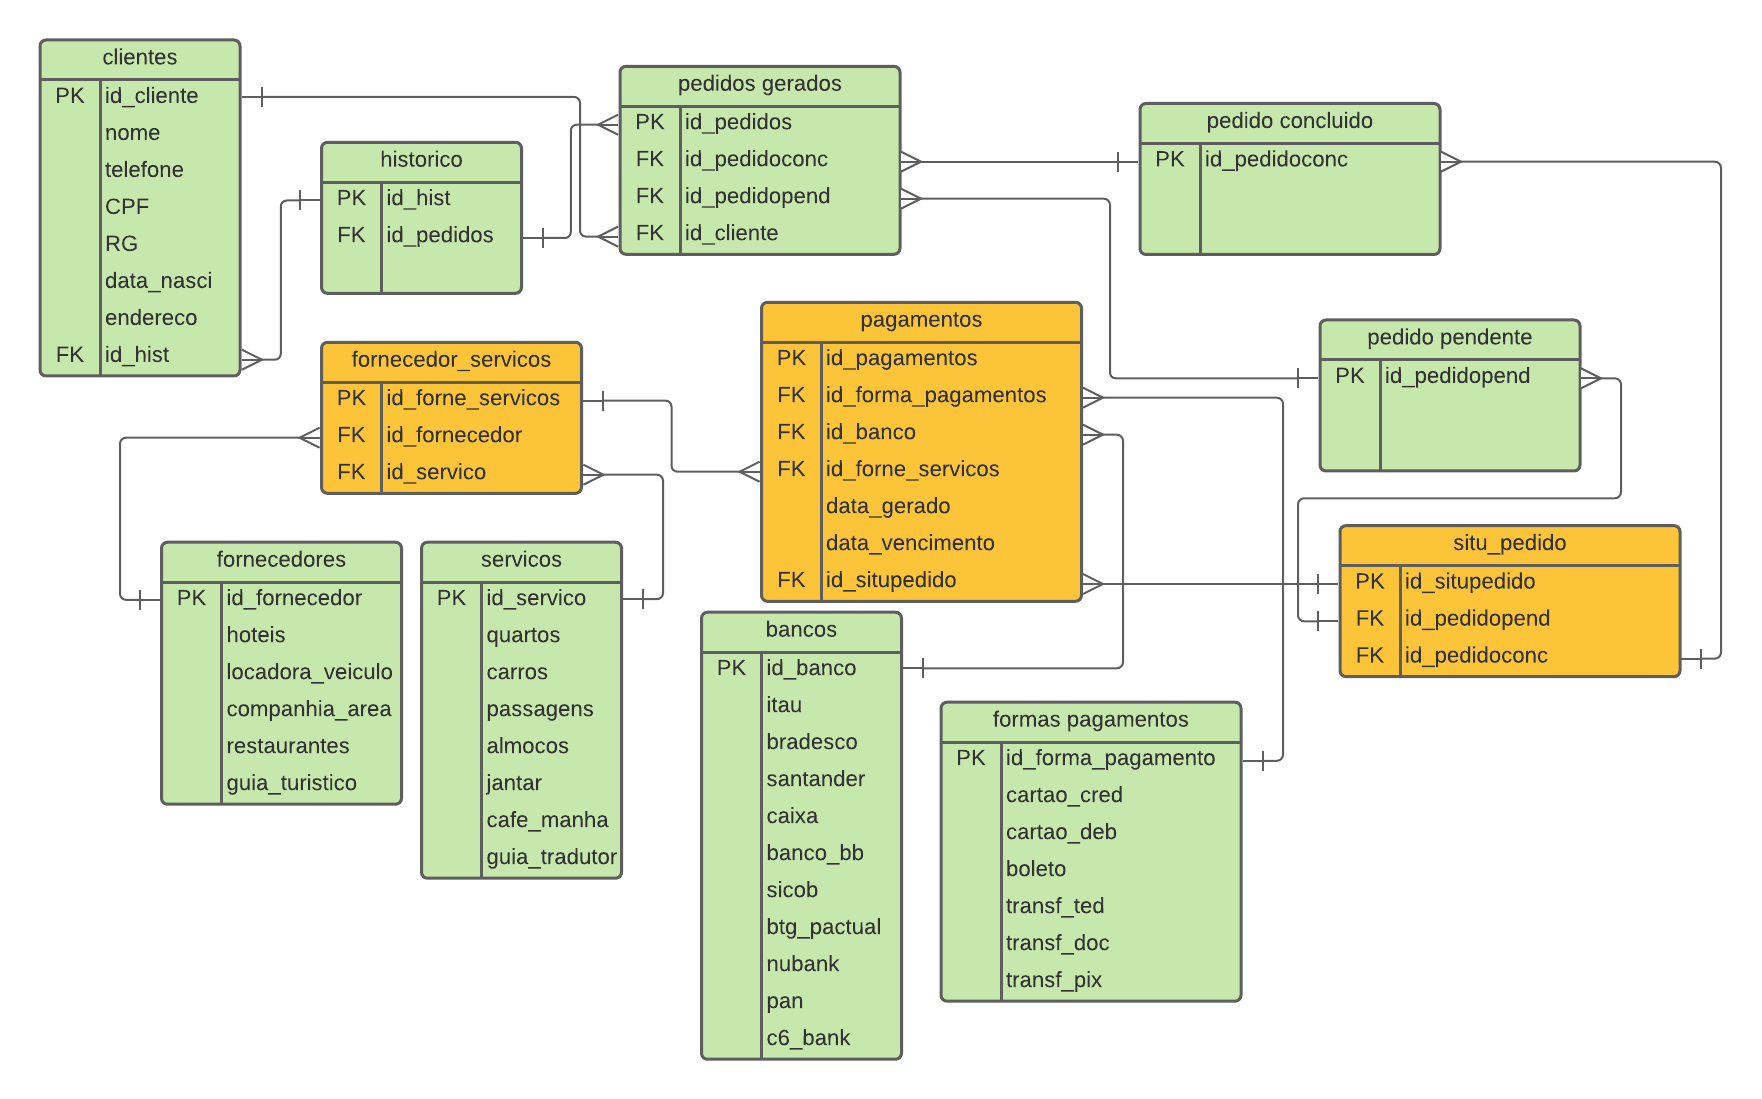 clientes
PK id_cliente
nome
telefone
CPF
RG
data_nasci
endereco
FK id_hist
historico
PK id_hist
FK id_pedidos
pedidos gerados
PK id_pedidos
FK id_pedidoconc
FK id_pedidopend
FK id_cliente
pedido concluido
PK id_pedidoconc
fornecedor_servicos
PK id_forne_servicos
FK id_fornecedor
FK id_servico
pagamentos
PK id_pagamentos
FK id_forma_pagamentos
FK id_banco
FK id_forne_servicos
data_gerado
data_vencimento
FK id_situpedido
pedido pendente
PK id_pedidopend
situ_pedido
PK id_situpedido
FK id_pedidopend
FK id_pedidoconc
fornecedores
PK id_fornecedor
hoteis
locadora_veiculo
companhia_area
restaurantes
guia_turistico
servicos
PK id_servico
quartos
carros
passagens
almocos
jantar
cafe_manha
guia_tradutor
bancos
PK id_banco
itau
bradesco
santander
caixa
banco_bb
sicob
btg_pactual
nubank
pan
c6_bank
formas pagamentos
PK id_forma_pagamento
cartao_cred
cartao_deb
boleto
transf_ted
transf_doc
transf_pix